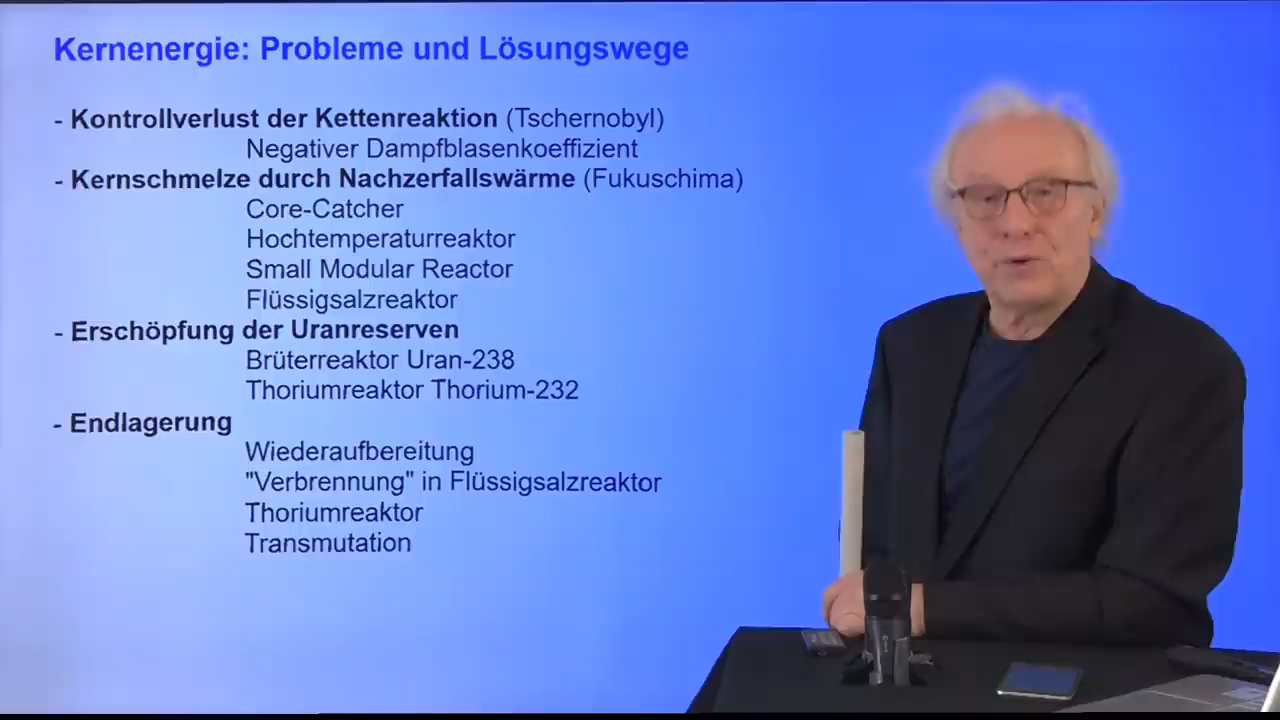 Kernenergie: Probleme und Lösungswege
- Kontrollverlust der Kettenreaktion (Tschernobyl)
Negativer Dampfblasenkoeffizient
- Kernschmelze durch Nachzerfallswärme (Fukuschima)
Core-Catcher
Hochtemperaturreaktor
Small Modular Reactor
Flüssigsalzreaktor
- Erschöpfung der Uranreserven
Brüterreaktor Uran-238
Thoriumreaktor Thorium-232
- Endlagerung
Wiederaufbereitung
"Verbrennung" in Flüssigsalzreaktor
Thoriumreaktor
Transmutation